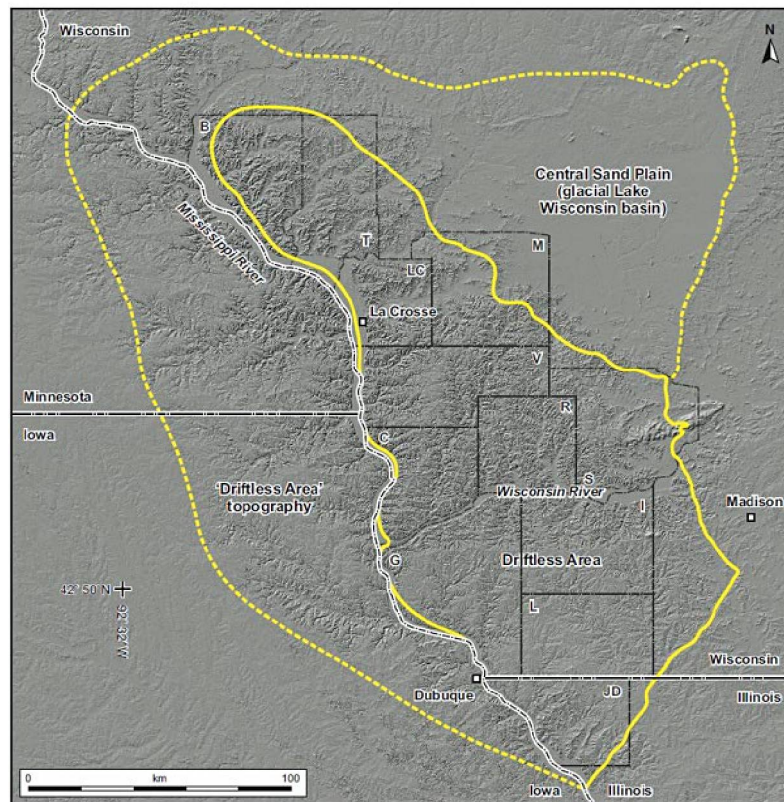 Wisconsin
N
B
Central Sand Plain
(glacial Lake
Wisconsin basin)
Mississippi River
T
M
LC
La Crosse
V
Minnesota
Iowa
R
C
'Driftless Area'
topography
S
Wisconsin River
I
Madison
G
Driftless Area
42° 50' N
92° 32' W
L
Wisconsin
Illinois
Dubuque
JD
0 km 100
Iowa
Illinois